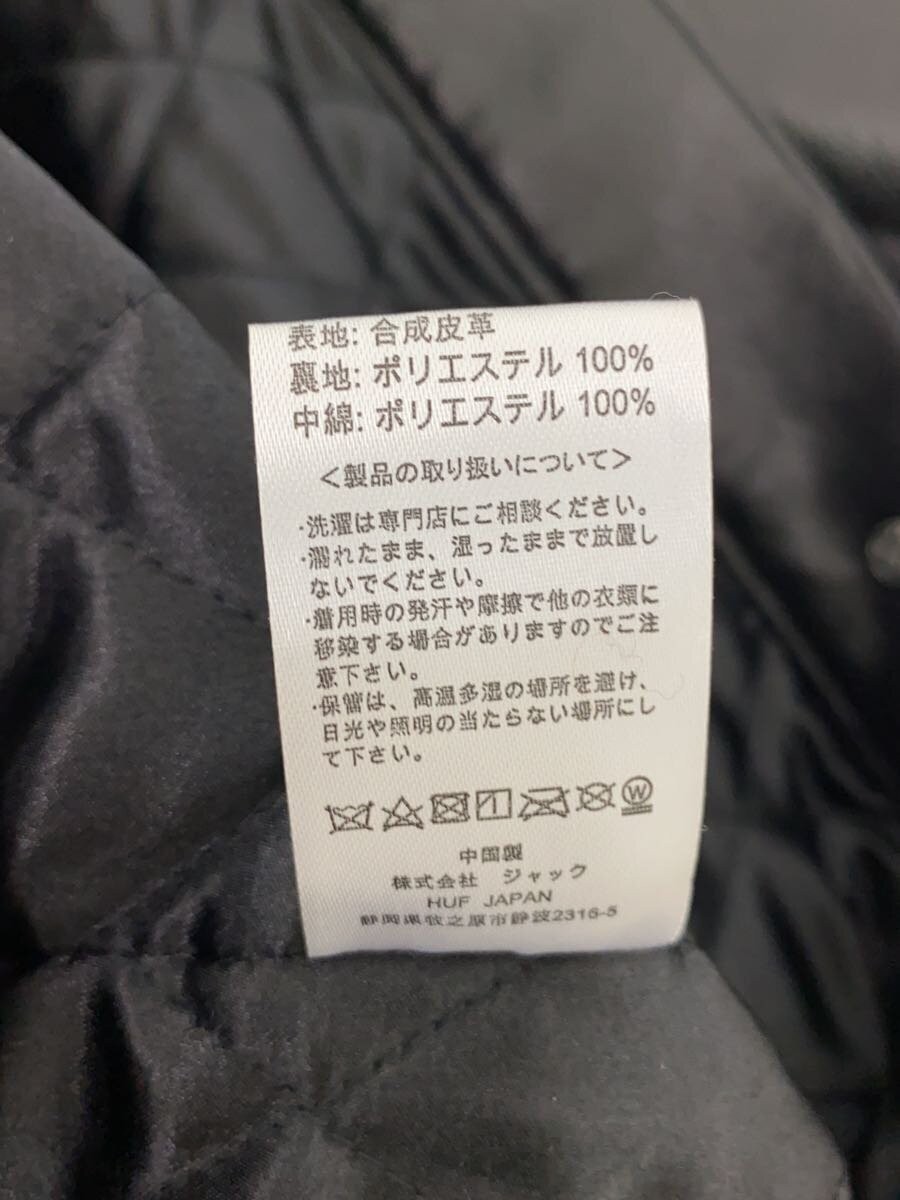 表地: 合成皮革
裏地: ポリエステル 100%
中綿: ポリエステル 100%
<製品の取り扱いについて>
·洗濯は専門店にご相談ください。
·濡れたまま、湿ったままで放置し
ないでください。
·着用時の発汗や摩擦で他の衣類に
移染する場合がありますのでご注
意下さい。
·保管は、高温多湿の場所を避け、
日光や照明の当たらない場所にし
て下さい。
W
中国製
株式会社 ジャック
HUF JAPAN
静岡県牧之原市静波2316-5